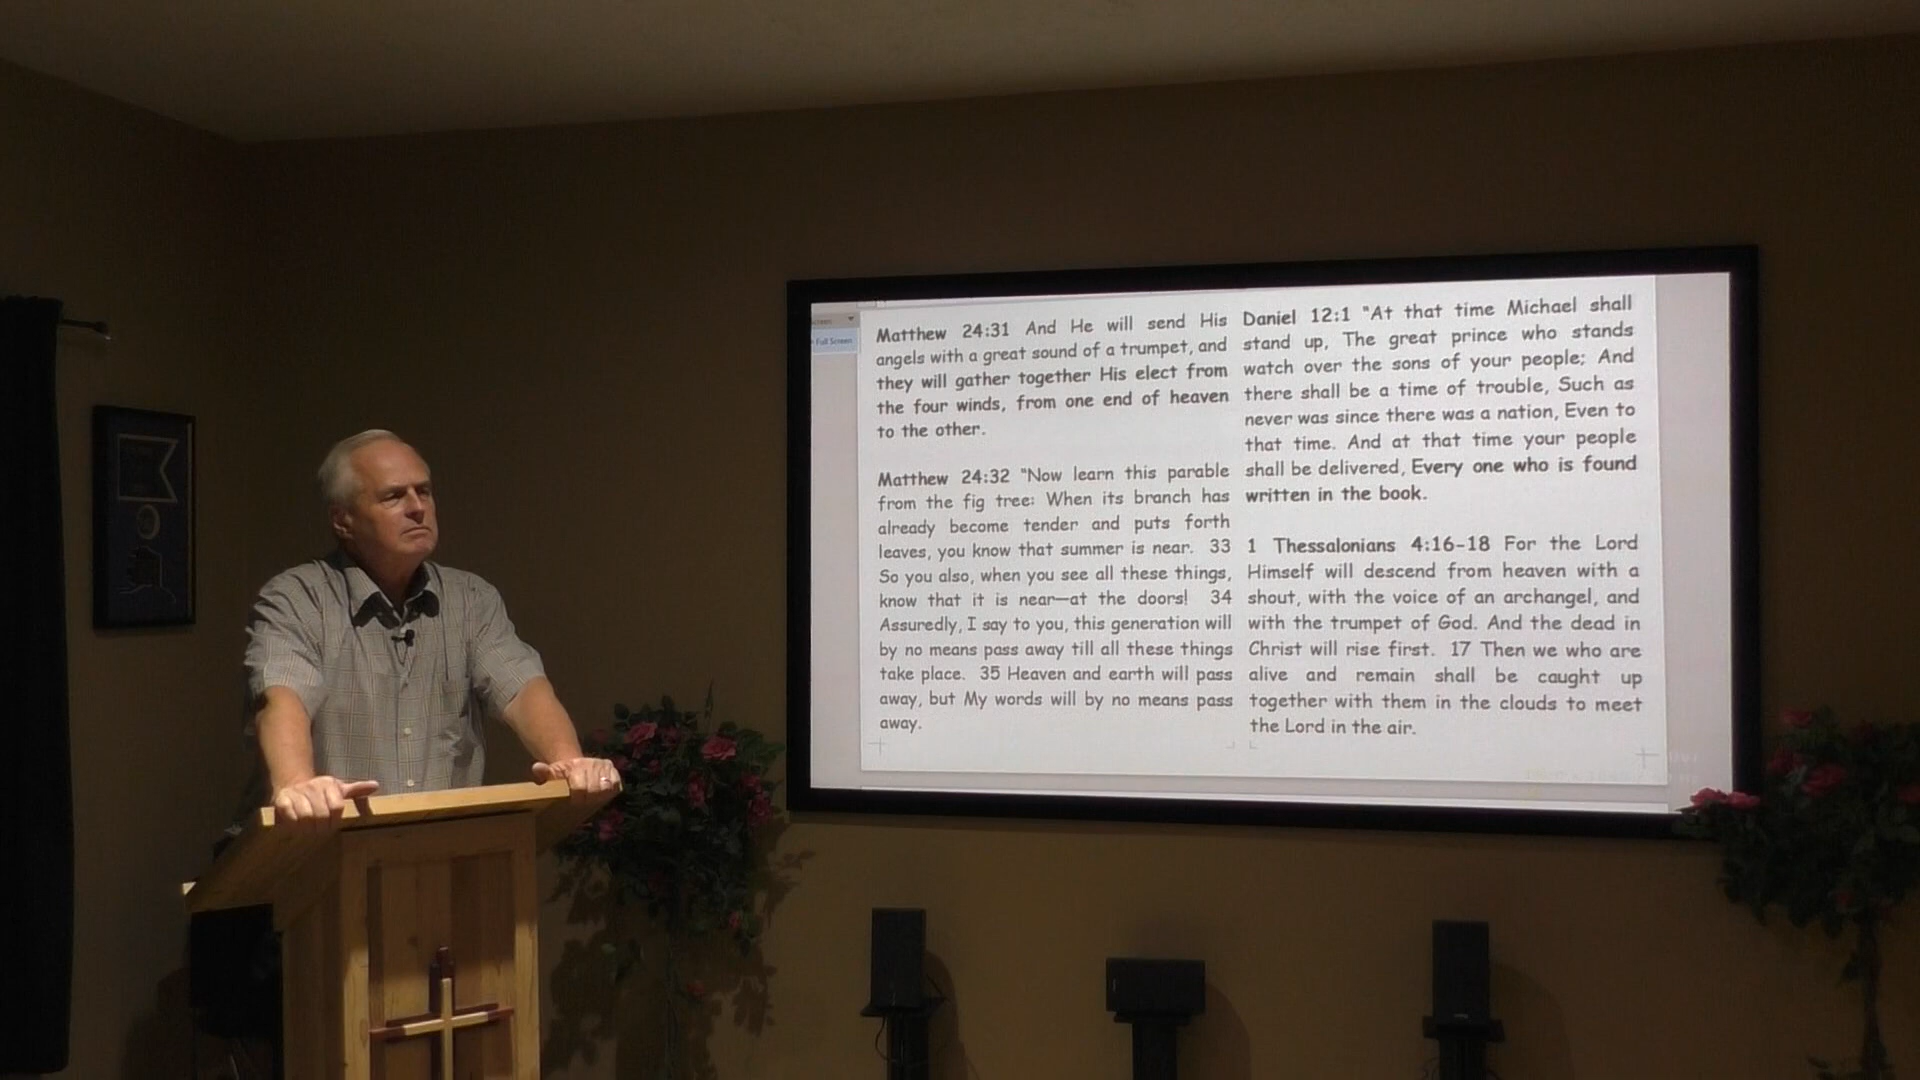 Full Screen
Matthew 24:31 And He will send His
angels with a great sound of a trumpet, and
they will gather together His elect from
the four winds, from one end of heaven
to the other.
Matthew 24:32 "Now learn this parable
from the fig tree: When its branch has
already become tender and puts forth
leaves, you know that summer is near. 33
So you also, when you see all these things,
know that it is near—at the doors! 34
Assuredly, I say to you, this generation will
by no means pass away till all these things
take place. 35 Heaven and earth will pass
away, but My words will by no means pass
away.
Daniel 12:1 "At that time Michael shall
stand up, The great prince who stands
watch over the sons of your people; And
there shall be a time of trouble, Such as
never was since there was a nation, Even to
that time. And at that time your people
shall be delivered, Every one who is found
written in the book.
1 Thessalonians 4:16-18 For the Lord
Himself will descend from heaven with a
shout, with the voice of an archangel, and
with the trumpet of God. And the dead in
Christ will rise first. 17 Then we who are
alive and remain shall be caught up
together with them in the clouds to meet
the Lord in the air.